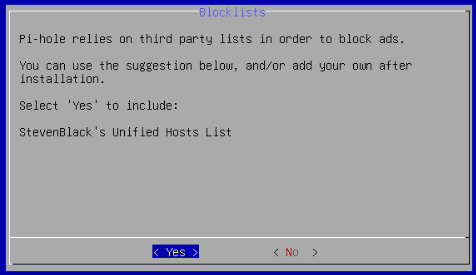 Blocklists
Pi-hole relies on third party lists in order to block ads.
You can use the suggestion below, and/or add your own after
installation.
Select 'Yes' to include:
StevenBlack's Unified Hosts List
< Yes > < No >